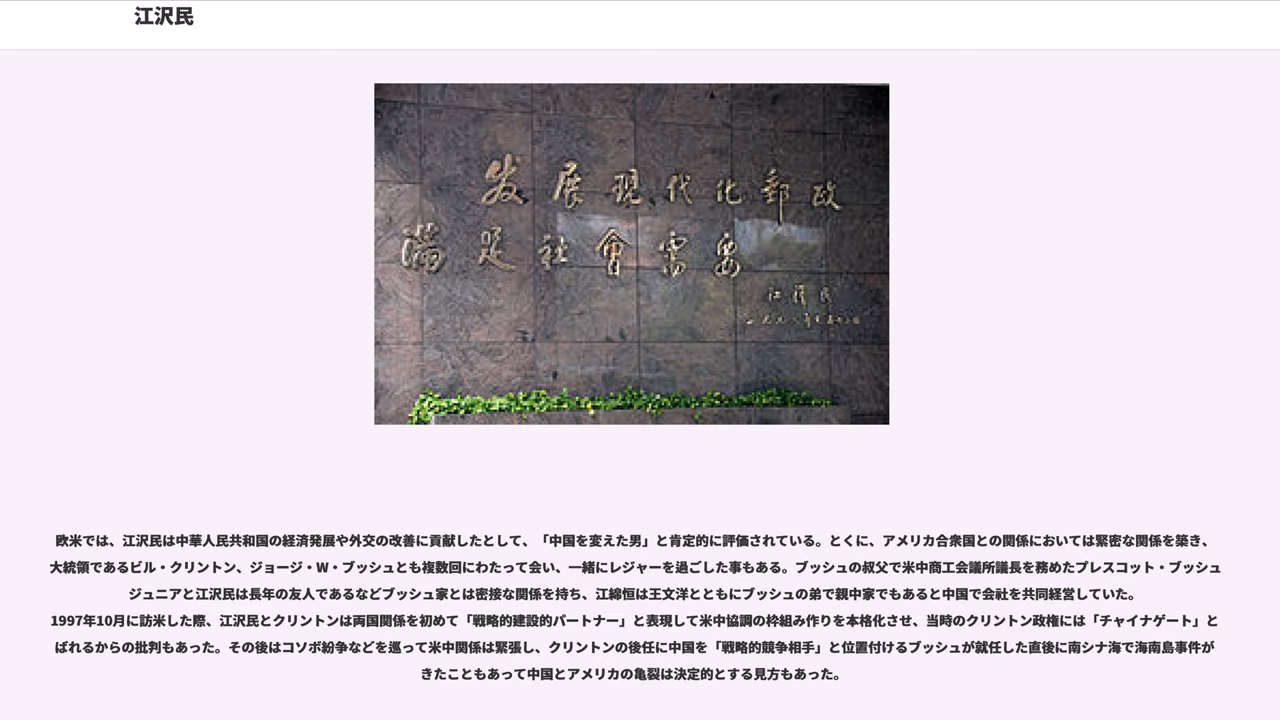 江沢民
发展现代化郵政
满足社會需要
江澤民
欧米では、江沢民は中華人民共和国の経済発展や外交の改善に貢献したとして、「中国を変えた男」と肯定的に評価されている。とくに、アメリカ合衆国との関係においては緊密な関係を築き、
大統領であるビル・クリントン、ジョージ・W・ブッシュとも複数回にわたって会い、一緒にレジャーを過ごした事もある。ブッシュの叔父で米中商工会議所議長を務めたプレスコット・ブッシュ
ジュニアと江沢民は長年の友人であるなどブッシュ家とは密接な関係を持ち、江綿恒は王文洋とともにブッシュの弟で親中家でもあると中国で会社を共同経営していた。
1997年10月に訪米した際、江沢民とクリントンは両国関係を初めて「戦略的建設的パートナー」と表現して米中協調の枠組み作りを本格化させ、当時のクリントン政権には「チャイナゲート」と
ばれるからの批判もあった。その後はコソボ紛争などを巡って米中関係は緊張し、クリントンの後任に中国を「戦略的競争相手」と位置付けるブッシュが就任した直後に南シナ海で海南島事件が
きたこともあって中国とアメリカの亀裂は決定的とする見方もあった。